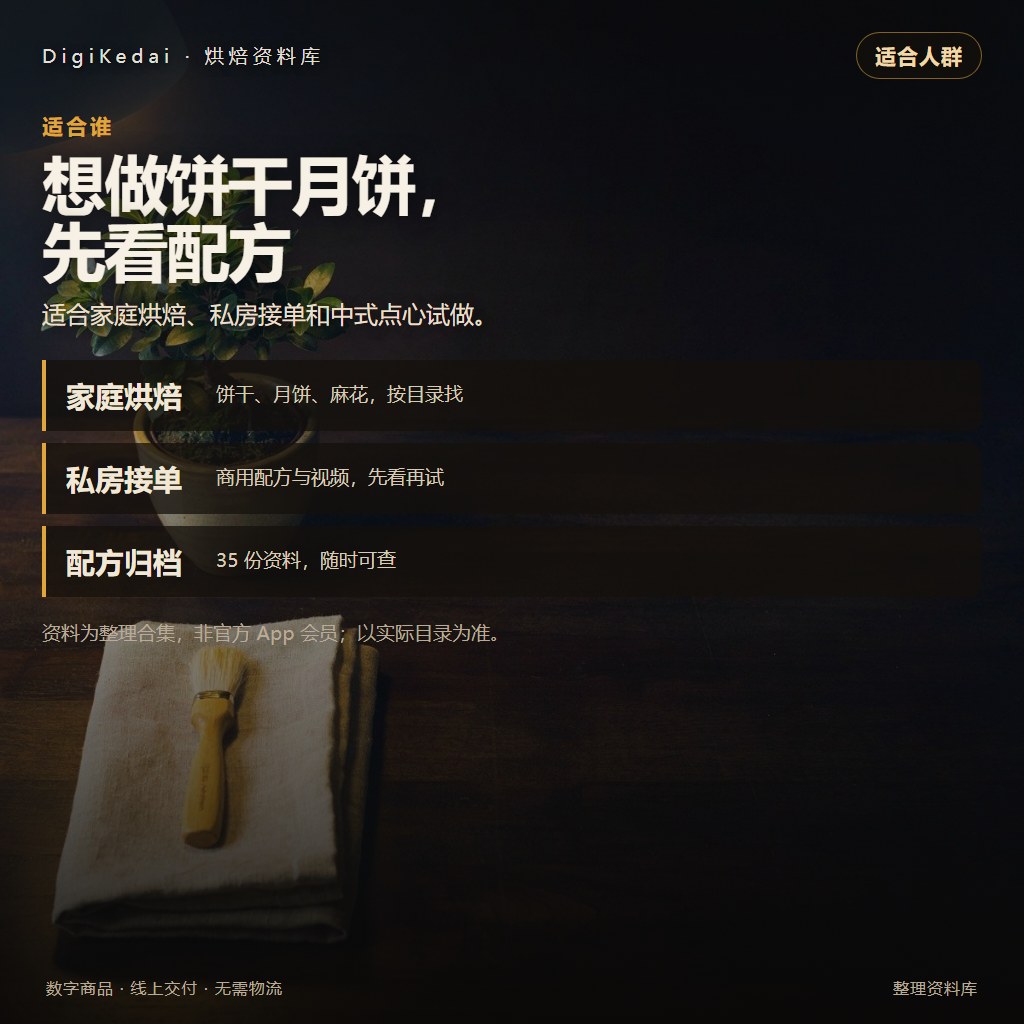 DigiKedai · 烘焙资料库
适合人群
适合谁
想做饼干月饼，
先看配方
适合家庭烘焙、私房接单和中式点心试做。
家庭烘焙
饼干、月饼、麻花，按目录找
私房接单
商用配方与视频，先看再试
配方归档
35 份资料，随时可查
资料为整理合集，非官方 App 会员；以实际目录为准。
数字商品 · 线上交付 · 无需物流
整理资料库